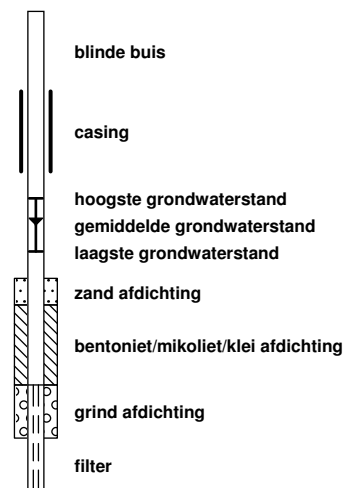 blinde buis
casing
hoogste grondwaterstand
gemiddelde grondwaterstand
laagste grondwaterstand
zand afdichting
bentoniet/mikoliet/klei afdichting
grind afdichting
filter